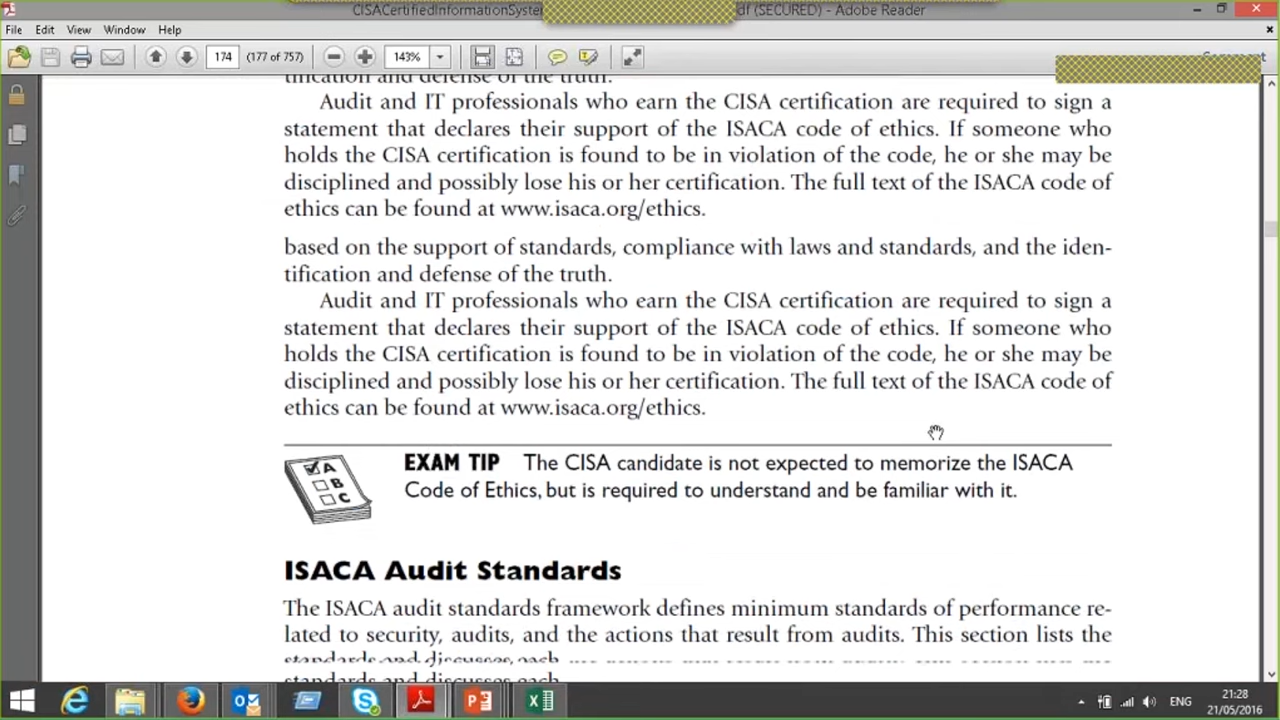 CISACertifiedInformationSystem
df (SECURED) - Adobe Reader
File Edit View Window Help
174 (177 of 757) 143%
Comment
tification and defense of the truth.
Audit and IT professionals who earn the CISA certification are required to sign a
statement that declares their support of the ISACA code of ethics. If someone who
holds the CISA certification is found to be in violation of the code, he or she may be
disciplined and possibly lose his or her certification. The full text of the ISACA code of
ethics can be found at www.isaca.org/ethics.
based on the support of standards, compliance with laws and standards, and the iden-
tification and defense of the truth.
Audit and IT professionals who earn the CISA certification are required to sign a
statement that declares their support of the ISACA code of ethics. If someone who
holds the CISA certification is found to be in violation of the code, he or she may be
disciplined and possibly lose his or her certification. The full text of the ISACA code of
ethics can be found at www.isaca.org/ethics.
A
B
C
EXAM TIP The CISA candidate is not expected to memorize the ISACA
Code of Ethics, but is required to understand and be familiar with it.
ISACA Audit Standards
The ISACA audit standards framework defines minimum standards of performance re-
lated to security, audits, and the actions that result from audits. This section lists the
standards and discusses each
standards and discusses each
ENG
21:28
21/05/2016